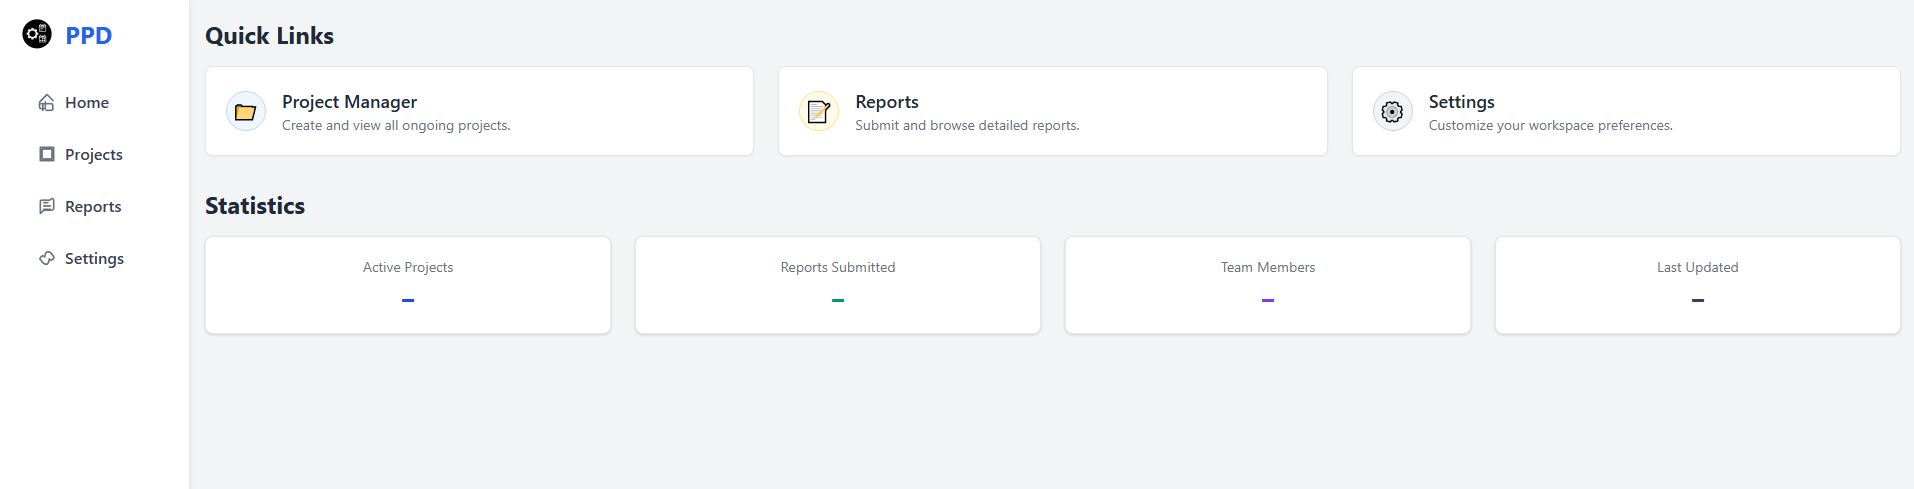 PPD
Home
Projects
Reports
Settings
Quick Links
Project Manager
Create and view all ongoing projects.
Reports
Submit and browse detailed reports.
Settings
Customize your workspace preferences.
Statistics
Active Projects
–
Reports Submitted
–
Team Members
–
Last Updated
–